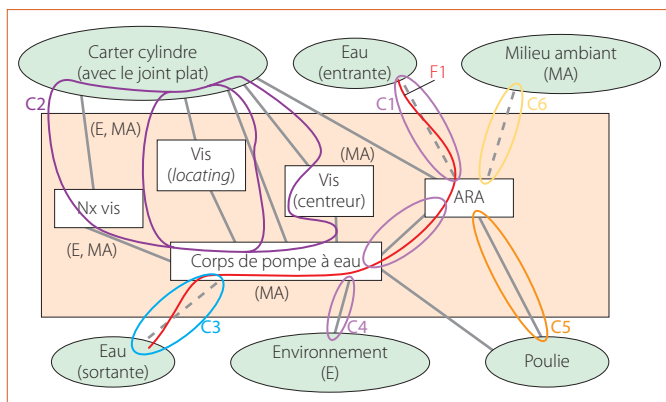 Carter cylindre
(avec le joint plat)
Eau
(entrante)
F1
Milieu ambiant
(MA)
C2
C1
C6
(E, MA)
Vis
(locating)
(MA)
Vis
(centreur)
ARA
Nx vis
(E, MA)
Corps de pompe à eau
(MA)
C3
C4
C5
Eau
(sortante)
Environnement
(E)
Poulie